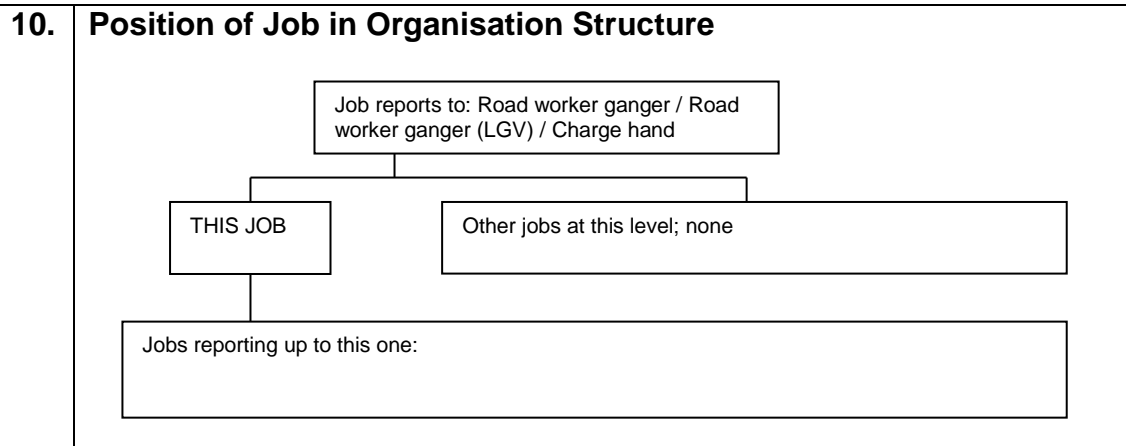 10. Position of Job in Organisation Structure
Job reports to: Road worker ganger / Road
worker ganger (LGV) / Charge hand
THIS JOB
Other jobs at this level; none
Jobs reporting up to this one: